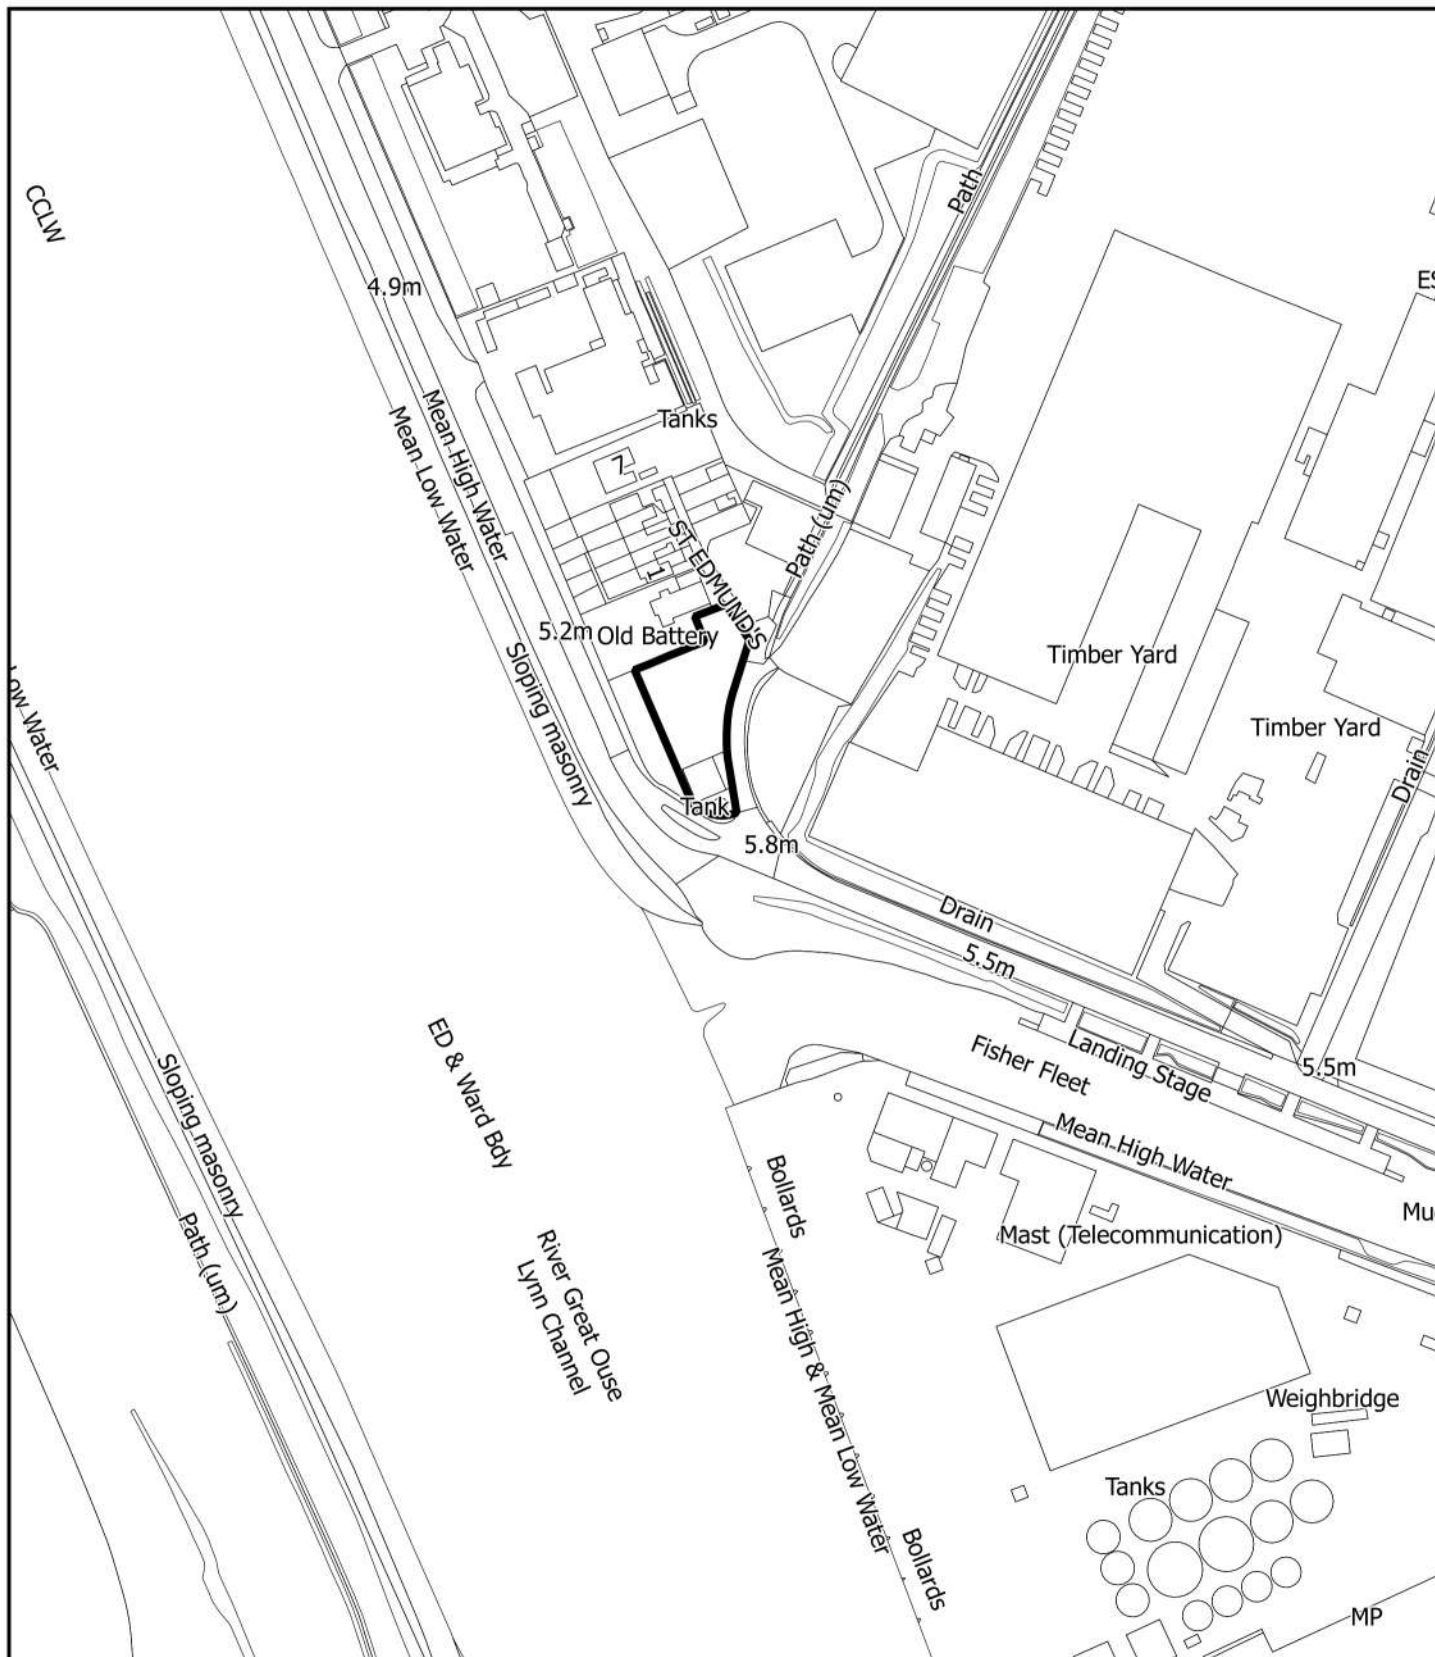 CCLW
Path
ES
4.9m
Mean High Water
Mean Low Water
Tanks
7
Path (um)
ST EDMUND'S
1
5.2m
Old Battery
Sloping masonry
Timber Yard
Timber Yard
Low Water
Drain
Tank
5.8m
Drain
5.5m
ED & Ward Bdy
Fisher Fleet
Landing Stage
5.5m
Sloping masonry
Mean High Water
Bollards
Path (um)
Mud
Mast (Telecommunication)
River Great Ouse
Lynn Channel
Mean High & Mean Low Water
Weighbridge
Tanks
Bollards
MP